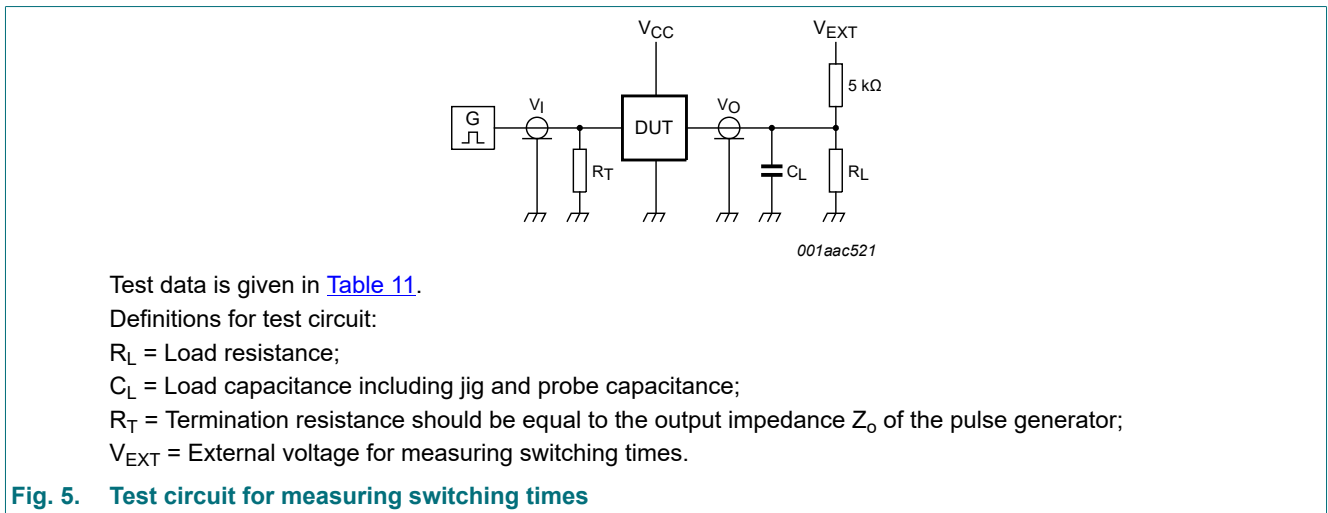 VCC
VEXT
5 kΩ
G
VI
DUT
VO
RT
CL
RL
001aac521
Test data is given in Table 11.
Definitions for test circuit:
RL = Load resistance;
CL = Load capacitance including jig and probe capacitance;
RT = Termination resistance should be equal to the output impedance Zo of the pulse generator;
VEXT = External voltage for measuring switching times.
Fig. 5. Test circuit for measuring switching times